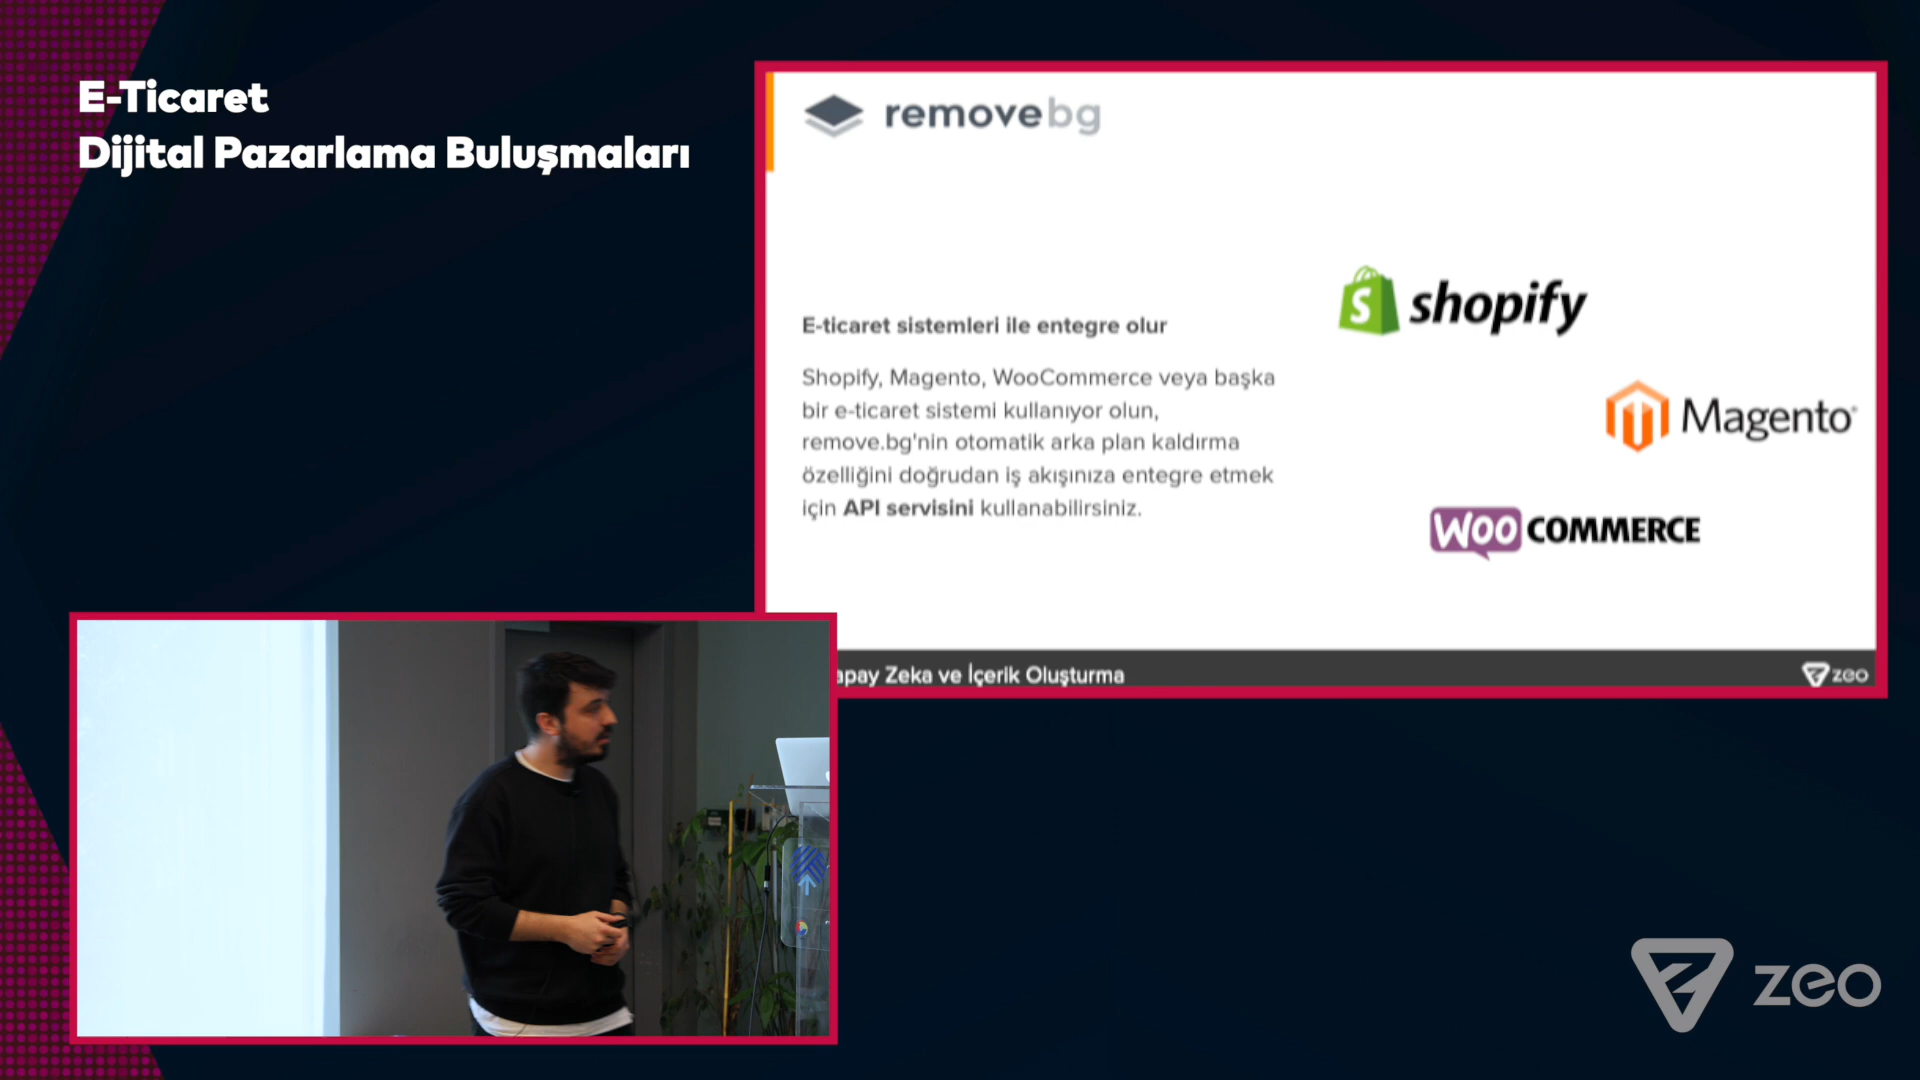 E-Ticaret
Dijital Pazarlama Buluşmaları
removebg
E-ticaret sistemleri ile entegre olur
Shopify, Magento, WooCommerce veya başka
bir e-ticaret sistemi kullanıyor olun,
remove.bg'nin otomatik arka plan kaldırma
özelliğini doğrudan iş akışınıza entegre etmek
için API servisini kullanabilirsiniz.
shopify
Magento
WOO COMMERCE
apay Zeka ve İçerik Oluşturma
zeo
zeo